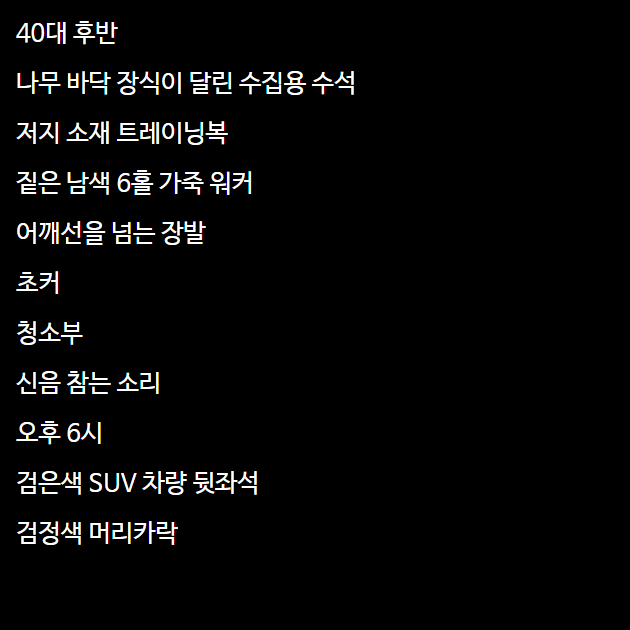 40대 후반
나무 바닥 장식이 달린 수집용 수석
저지 소재 트레이닝복
짙은 남색 6홀 가죽 워커
어깨선을 넘는 장발
초커
청소부
신음 참는 소리
오후 6시
검은색 SUV 차량 뒷좌석
검정색 머리카락